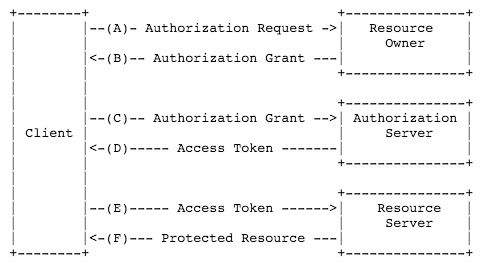 --(A)- Authorization Request ->
Resource
Owner
<-(B)-- Authorization Grant ---
--(C)-- Authorization Grant -->
Authorization
Server
Client
<-(D)----- Access Token -------
--(E)----- Access Token ------>
Resource
Server
<-(F)--- Protected Resource ---